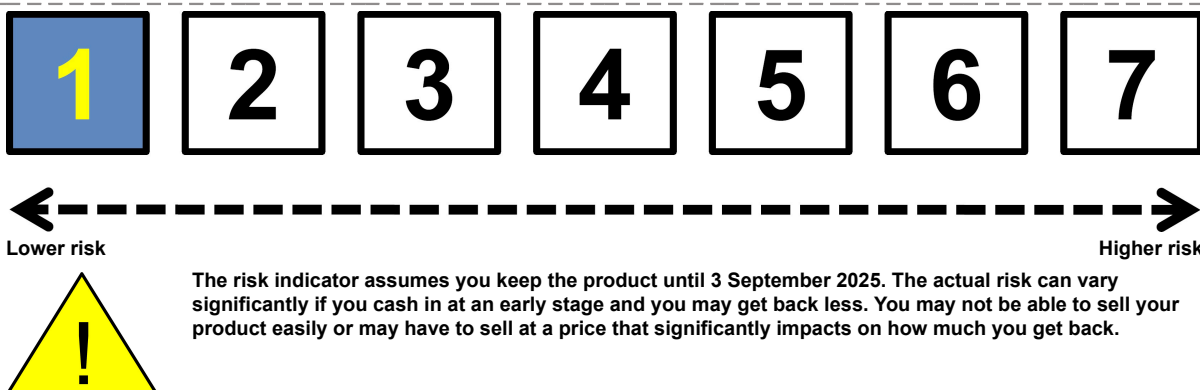 1 2 3 4 5 6 7
Lower risk Higher risk
The risk indicator assumes you keep the product until 3 September 2025. The actual risk can vary
significantly if you cash in at an early stage and you may get back less. You may not be able to sell your
product easily or may have to sell at a price that significantly impacts on how much you get back.
!